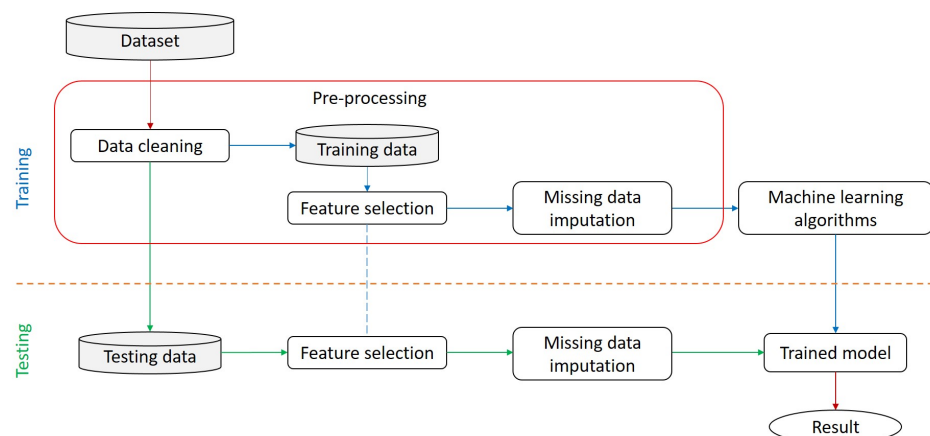 Dataset
Pre-processing
Training
Data cleaning
Training data
Feature selection
Missing data
imputation
Machine learning
algorithms
Testing
Testing data
Feature selection
Missing data
imputation
Trained model
Result